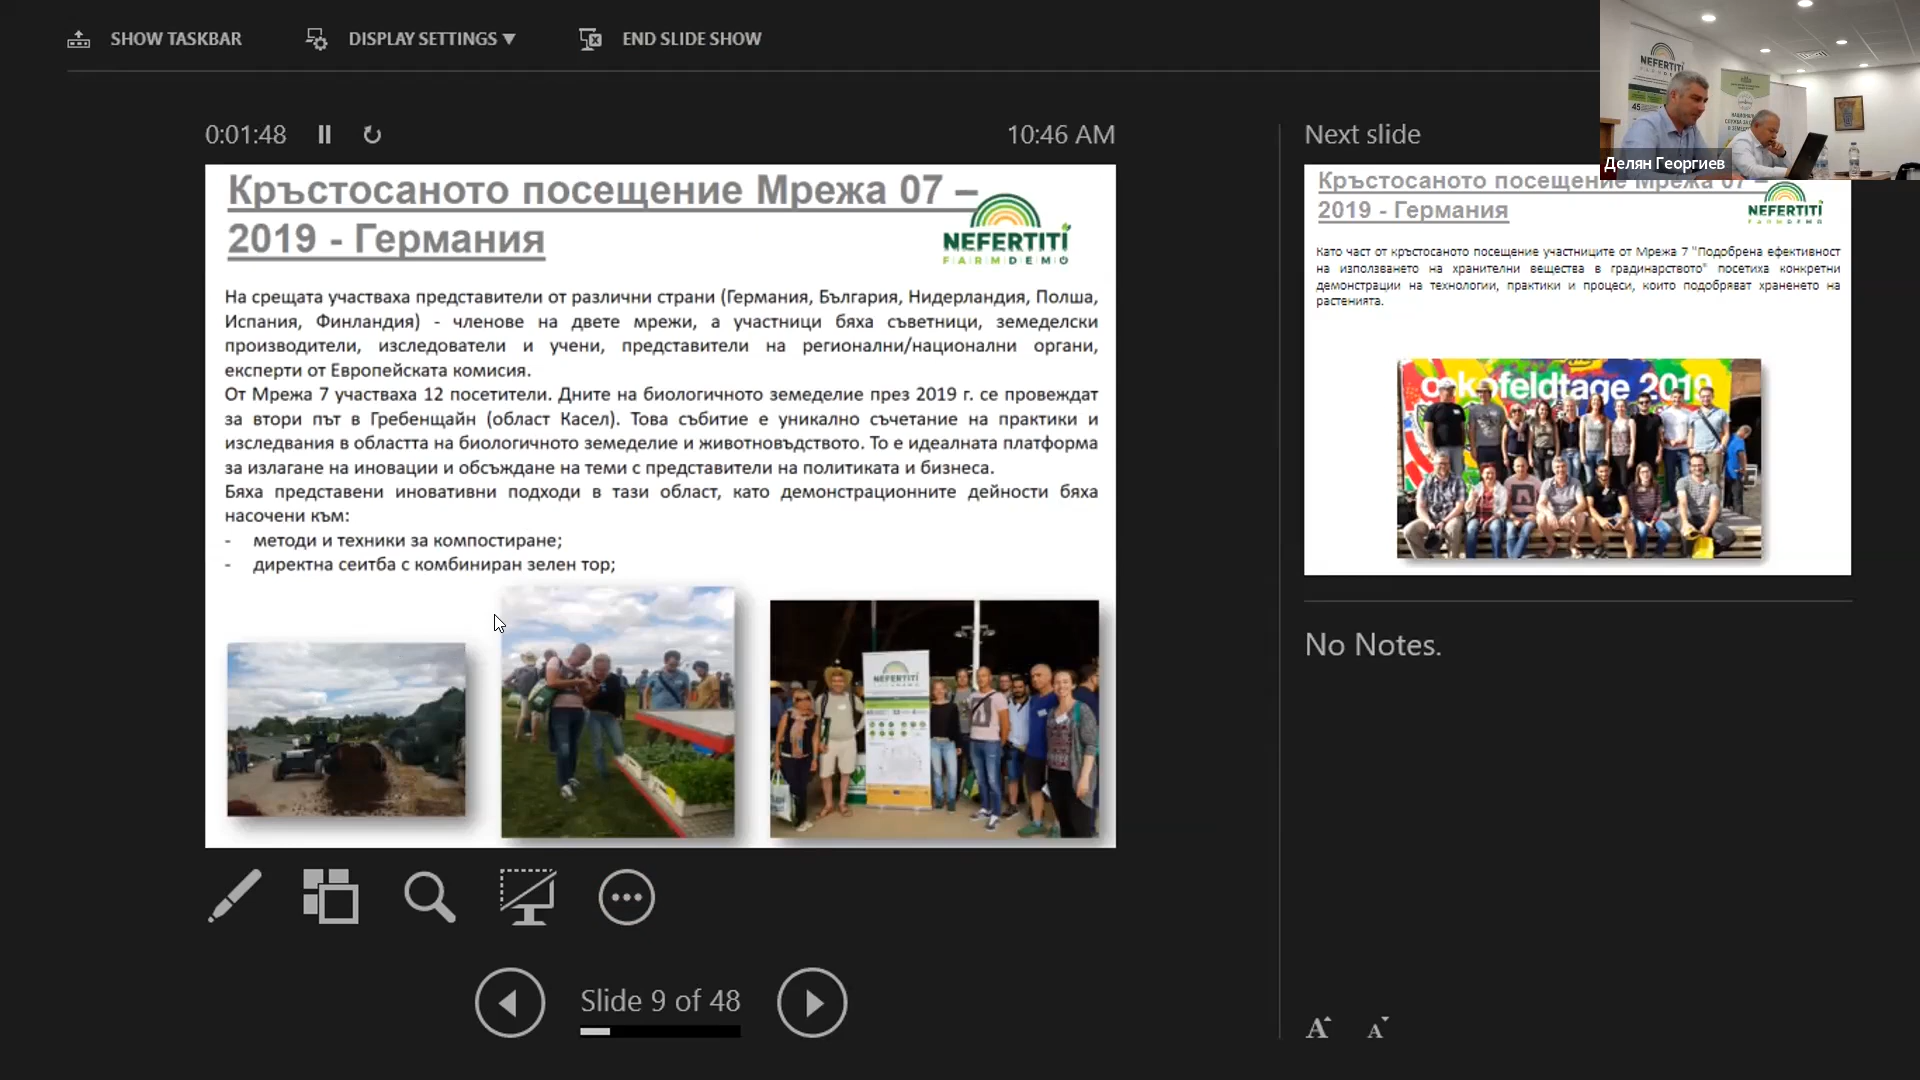 SHOW TASKBAR
DISPLAY SETTINGS ▼
END SLIDE SHOW
0:01:48
10:46 AM
Кръстосаното посещение Мрежа 07 –
2019 - Германия
NEFERTITI
FARMDEMO
На срещата участваха представители от различни страни (Германия, България, Нидерландия, Полша,
Испания, Финландия) - членове на двете мрежи, а участници бяха съветници, земеделски
производители, изследователи и учени, представители на регионални/национални органи,
експерти от Европейската комисия.
От Мрежа 7 участваха 12 посетители. Дните на биологичното земеделие през 2019 г. се провеждат
за втори път в Гребенщайн (област Касел). Това събитие е уникално съчетание на практики и
изследвания в областта на биологичното земеделие и животновъдството. То е идеалната платформа
за излагане на иновации и обсъждане на теми с представители на политиката и бизнеса.
Бяха представени иновативни подходи в тази област, като демонстрационните дейности бяха
насочени към:
- методи и техники за компостиране;
- директна сеитба с комбиниран зелен тор;
NEFERTITI
Slide 9 of 48
Next slide
Кръстосаното посещение Мрежа 07 –
2019 - Германия
NEFERTITI
FARMDEMO
Като част от кръстосаното посещение участниците от Мрежа 7 "Подобрена ефективност
на използването на хранителни вещества в градинарството" посетиха конкретни
демонстрации на технологии, практики и процеси, които подобряват храненето на
растенията.
oekofeldtage 2019
No Notes.
A A
NEFERTITI
45
Делян Георгиев